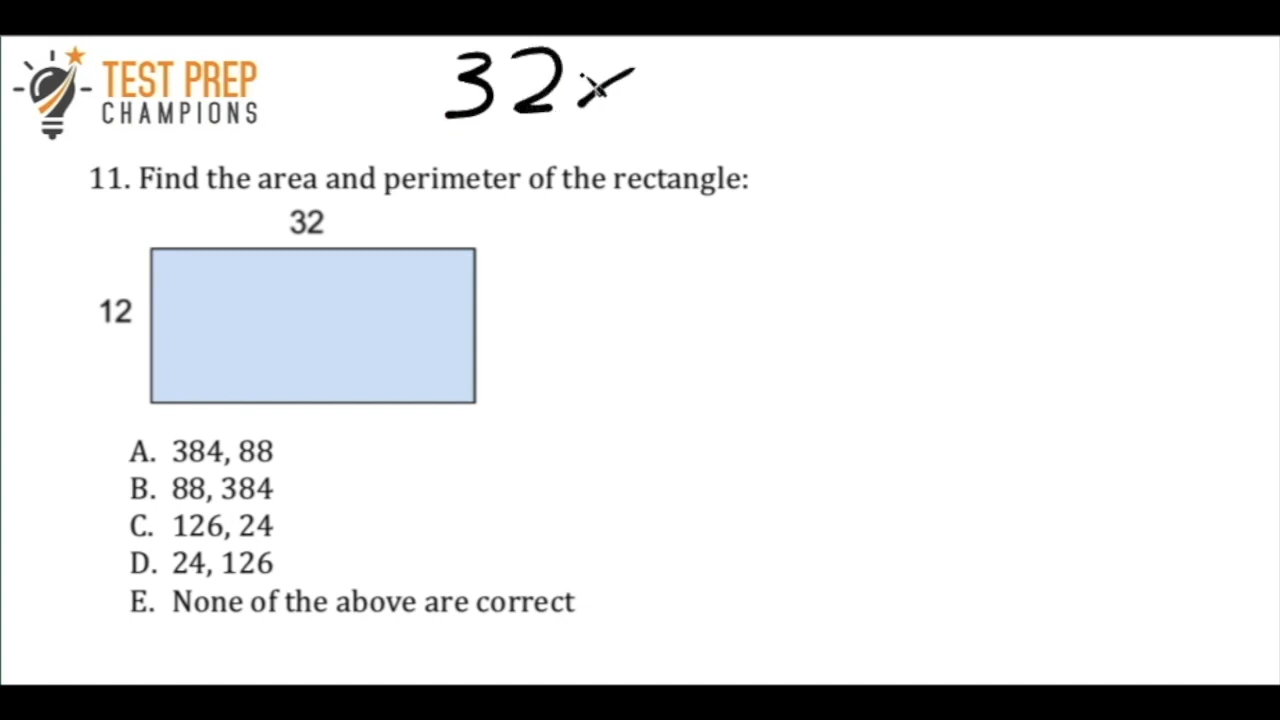 TEST PREP
CHAMPIONS
32×
11. Find the area and perimeter of the rectangle:
32
12
A. 384, 88
B. 88, 384
C. 126, 24
D. 24, 126
E. None of the above are correct